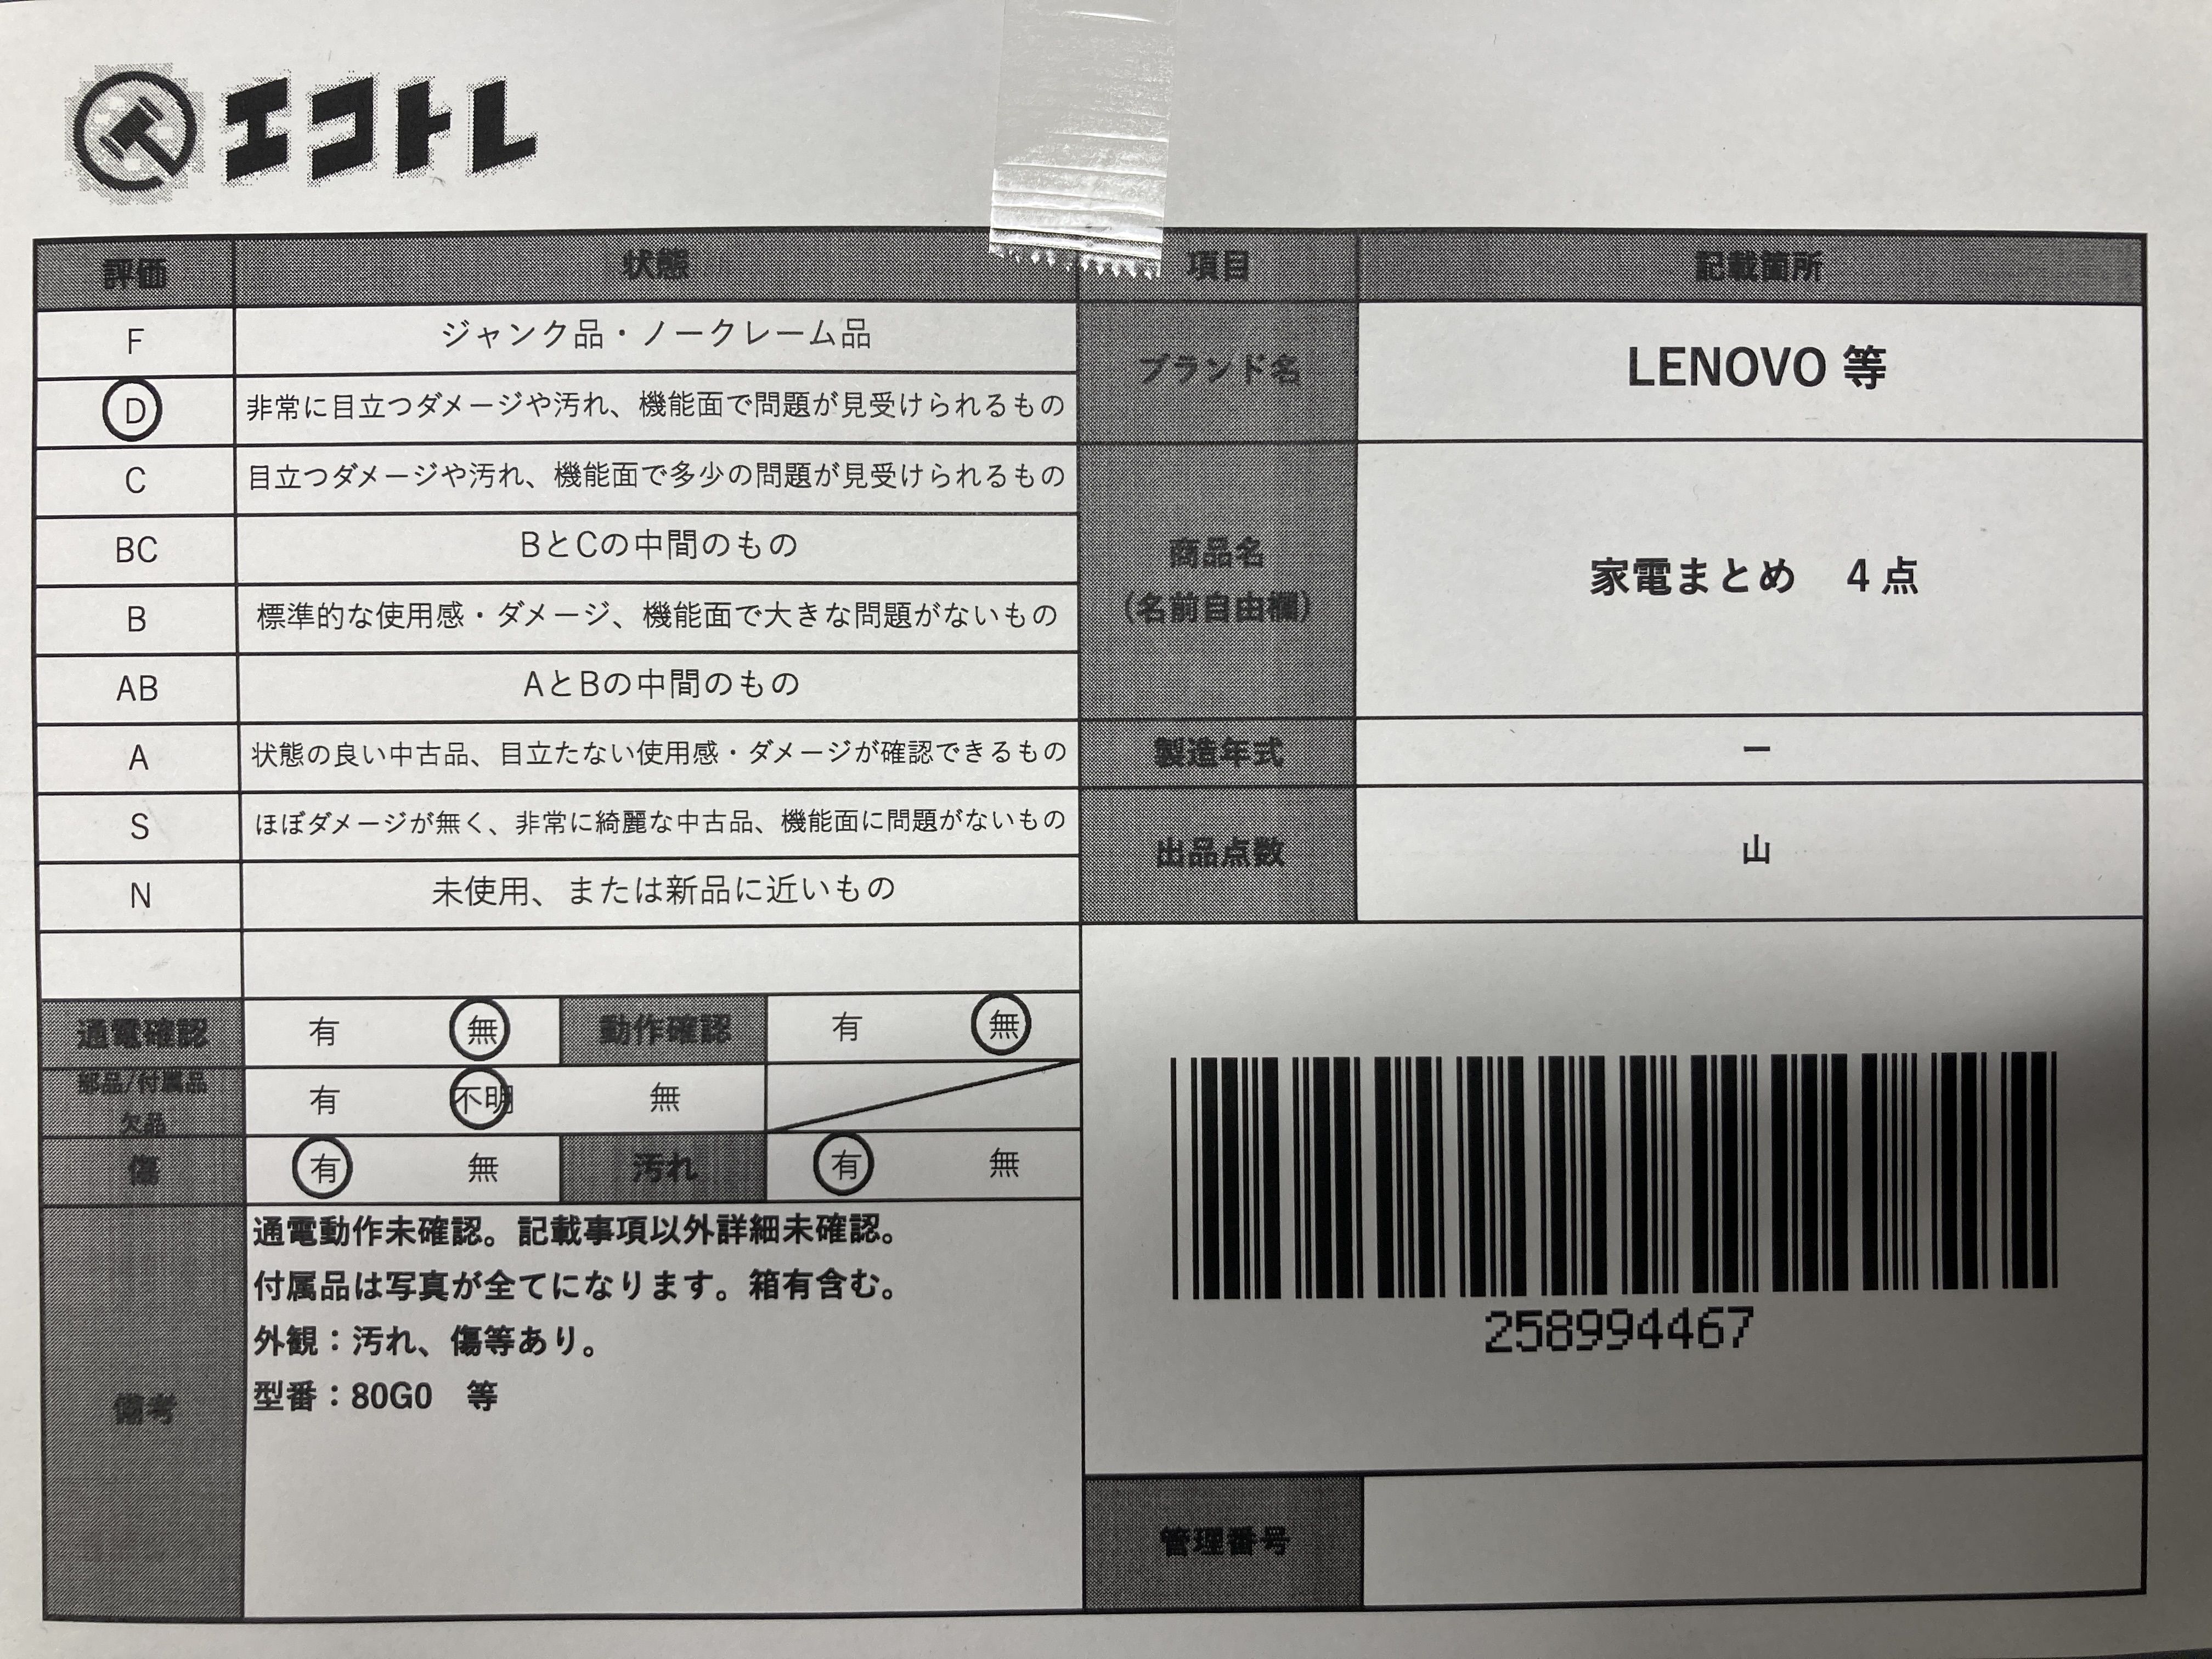 エコトレ
評価 状態 項目 記載箇所
F ジャンク品・ノークレーム品
D 非常に目立つダメージや汚れ、機能面で問題が見受けられるもの
ブランド名 LENOVO 等
C 目立つダメージや汚れ、機能面で多少の問題が見受けられるもの
BC BとCの中間のもの
商品名
(名前自由欄)
家電まとめ　4点
B 標準的な使用感・ダメージ、機能面で大きな問題がないもの
AB AとBの中間のもの
A 状態の良い中古品、目立たない使用感・ダメージが確認できるもの
製造年式 ー
S ほぼダメージが無く、非常に綺麗な中古品、機能面に問題がないもの
出品点数 山
N 未使用、または新品に近いもの
通電確認 有 無 動作確認 有 無
部品/付属品
欠品
有 不明 無
傷 有 無 汚れ 有 無
備考
通電動作未確認。記載事項以外詳細未確認。
付属品は写真が全てになります。箱有含む。
外観：汚れ、傷等あり。
型番：80G0　等
258994467
管理番号